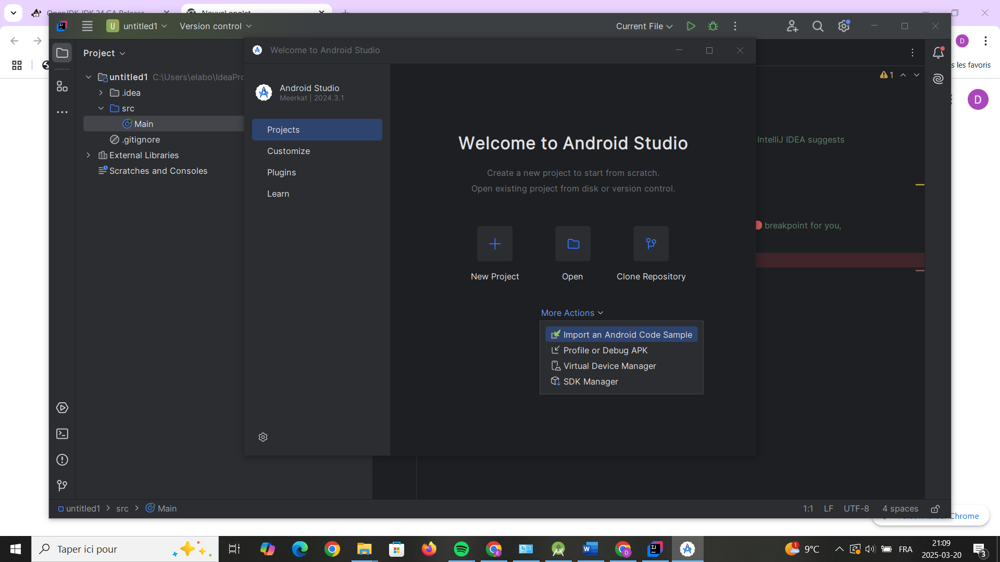 untitled1
Version control
Current File
Project
untitled1 C:\Users\elabo\IdeaPro
.idea
src
Main
.gitignore
External Libraries
Scratches and Consoles
Welcome to Android Studio
Android Studio
Meerkat | 2024.3.1
Projects
Customize
Plugins
Learn
Welcome to Android Studio
Create a new project to start from scratch.
Open existing project from disk or version control.
New Project
Open
Clone Repository
More Actions
Import an Android Code Sample
Profile or Debug APK
Virtual Device Manager
SDK Manager
1
IntelliJ IDEA suggests
breakpoint for you,
s les favoris
D
D
untitled1 > src > Main
1:1 LF UTF-8 4 spaces
Chrome
Taper ici pour
1
9°C
FRA
21:09
2025-03-20
3